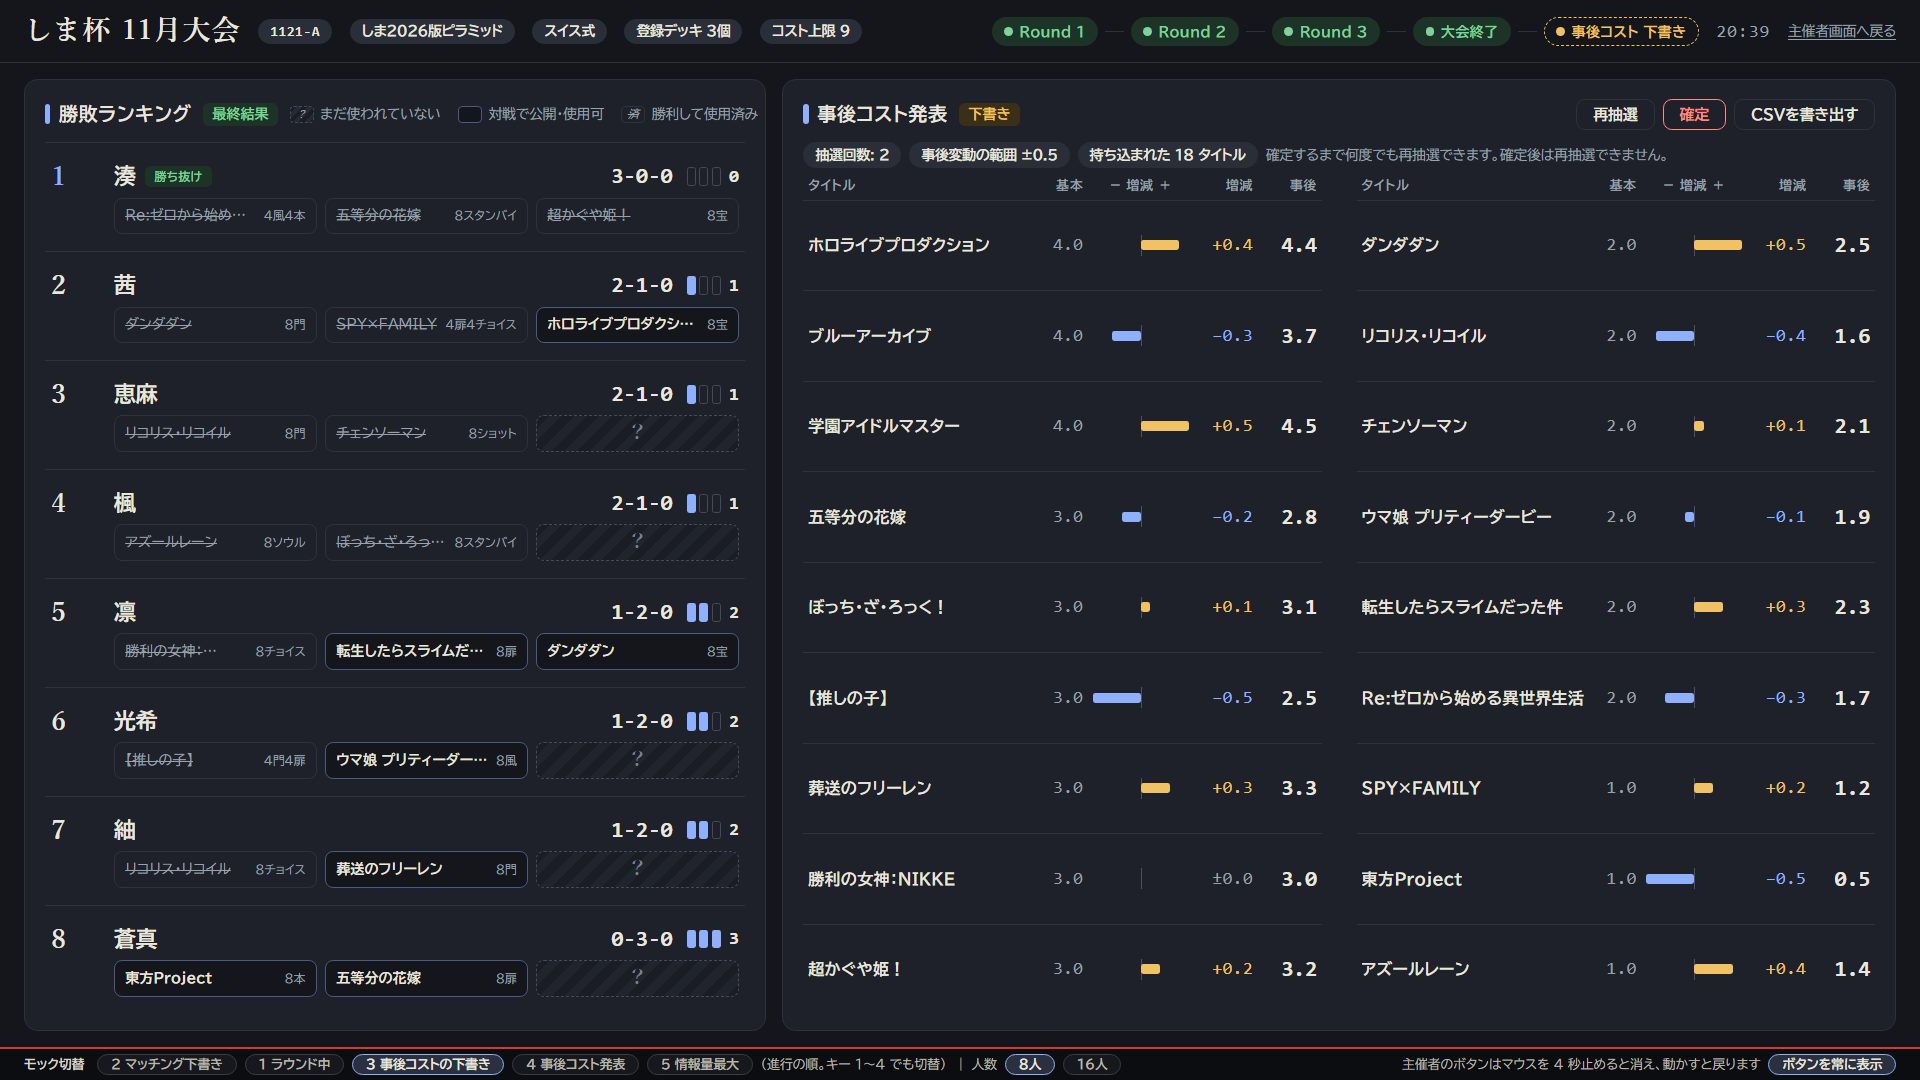 しま杯 11月大会 1121-A しま2026版ピラミッド スイス式 登録デッキ 3個 コスト上限 9 Round 1 Round 2 Round 3 大会終了 事後コスト 下書き 20:39 主催者画面へ戻る
勝敗ランキング 最終結果 ? まだ使われていない 対戦で公開・使用可 済 勝利して使用済み
1 湊 勝ち抜け 3-0-0 0
Re:ゼロから始め… 4風4本 五等分の花嫁 8スタンバイ 超かぐや姫！ 8宝
2 茜 2-1-0 1
ダンダダン 8門 SPY×FAMILY 4扉4チョイス ホロライブプロダクシ… 8宝
3 恵麻 2-1-0 1
リコリス・リコイル 8門 チェンソーマン 8ショット ?
4 楓 2-1-0 1
アズールレーン 8ソウル ぼっち・ざ・ろっ… 8スタンバイ ?
5 凛 1-2-0 2
勝利の女神：… 8チョイス 転生したらスライムだ… 8扉 ダンダダン 8宝
6 光希 1-2-0 2
【推しの子】 4門4扉 ウマ娘 プリティーダー… 8風 ?
7 紬 1-2-0 2
リコリス・リコイル 8チョイス 葬送のフリーレン 8門 ?
8 蒼真 0-3-0 3
東方Project 8本 五等分の花嫁 8扉 ?
事後コスト発表 下書き 再抽選 確定 CSVを書き出す
抽選回数: 2 事後変動の範囲 ±0.5 持ち込まれた 18 タイトル 確定するまで何度でも再抽選できます。確定後は再抽選できません。
タイトル 基本 − 増減 ＋ 増減 事後 タイトル 基本 − 増減 ＋ 増減 事後
ホロライブプロダクション 4.0 +0.4 4.4 ダンダダン 2.0 +0.5 2.5
ブルーアーカイブ 4.0 −0.3 3.7 リコリス・リコイル 2.0 −0.4 1.6
学園アイドルマスター 4.0 +0.5 4.5 チェンソーマン 2.0 +0.1 2.1
五等分の花嫁 3.0 −0.2 2.8 ウマ娘 プリティーダービー 2.0 −0.1 1.9
ぼっち・ざ・ろっく！ 3.0 +0.1 3.1 転生したらスライムだった件 2.0 +0.3 2.3
【推しの子】 3.0 −0.5 2.5 Re:ゼロから始める異世界生活 2.0 −0.3 1.7
葬送のフリーレン 3.0 +0.3 3.3 SPY×FAMILY 1.0 +0.2 1.2
勝利の女神：NIKKE 3.0 ±0.0 3.0 東方Project 1.0 −0.5 0.5
超かぐや姫！ 3.0 +0.2 3.2 アズールレーン 1.0 +0.4 1.4
モック切替 2 マッチング下書き 1 ラウンド中 3 事後コストの下書き 4 事後コスト発表 5 情報量最大 （進行の順。キー 1〜4 でも切替） | 人数 8人 16人 主催者のボタンはマウスを 4 秒止めると消え、動かすと戻ります ボタンを常に表示